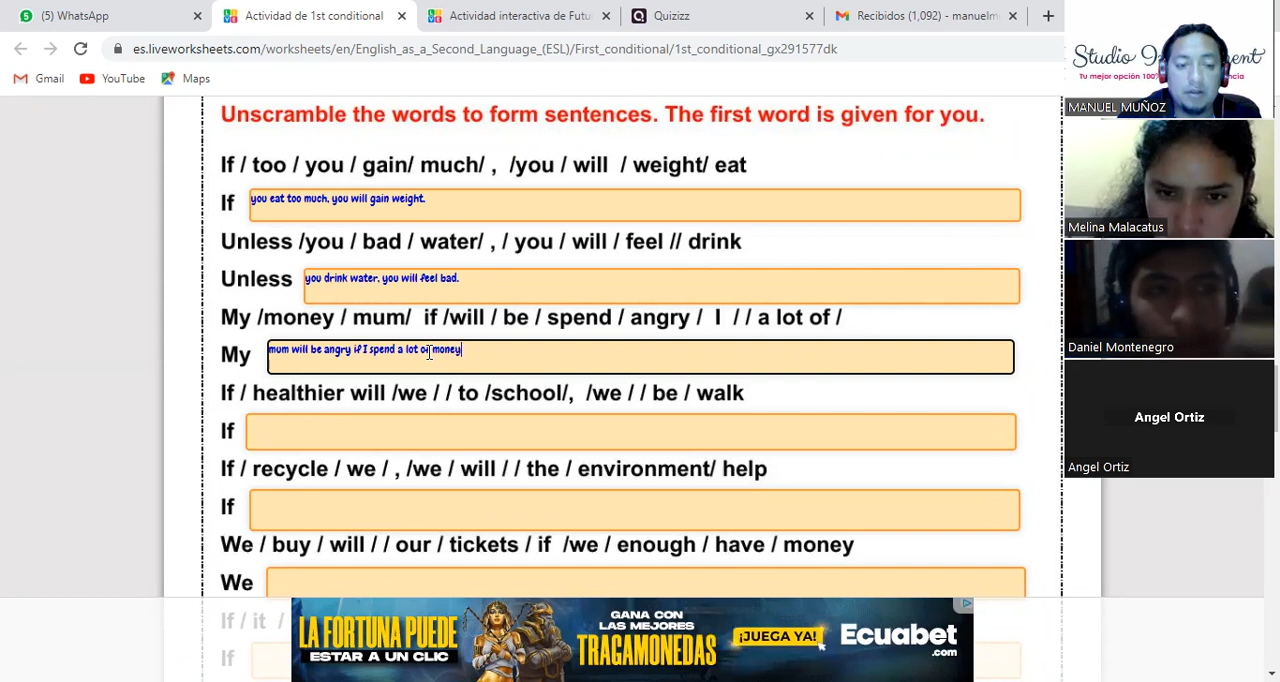 (5) WhatsApp
Actividad de 1st conditional
Actividad interactiva de Futu
Quizizz
Recibidos (1,092) - manuelm
es.liveworksheets.com/worksheets/en/English_as_a_Second_Language_(ESL)/First_conditional/1st_conditional_gx291577dk
Gmail
YouTube
Maps
Unscramble the words to form sentences. The first word is given for you.
If / too / you / gain/ much/ , /you / will / weight/ eat
If you eat too much, you will gain weight.
Unless /you / bad / water/ , / you / will / feel // drink
Unless you drink water, you will feel bad.
My /money / mum/ if /will / be / spend / angry / I / / a lot of /
My mum will be angry if I spend a lot of money
If / healthier will /we / / to /school/, /we / / be / walk
If
If / recycle / we / , /we / will / / the / environment/ help
If
We / buy / will / / our / tickets / if /we / enough / have / money
We
If / it /
If
LA FORTUNA PUEDE
ESTAR A UN CLIC
GANA CON
LAS MEJORES
TRAGAMONEDAS
¡JUEGA YA!
Ecuabet
.com
Studio
Tu mejor opción 100%
MANUEL MUÑOZ
Melina Malacatus
Daniel Montenegro
Angel Ortiz
Angel Ortiz